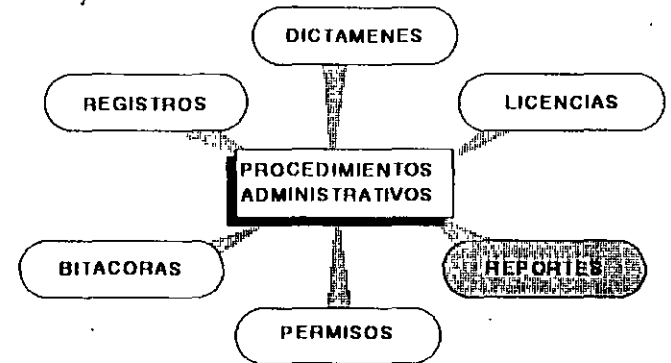 DICTAMENES
REGISTROS
LICENCIAS
PROCEDIMIENTOS
ADMINISTRATIVOS
BITACORAS
REPORTES
PERMISOS